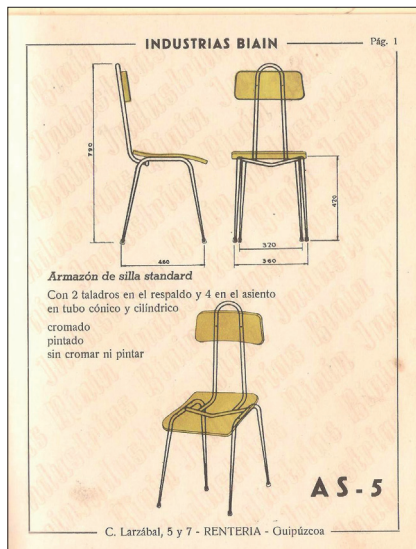 INDUSTRIAS BIAIN
Pág. 1
790
460
420
320
360
Armazón de silla standard
Con 2 taladros en el respaldo y 4 en el asiento
en tubo cónico y cilíndrico
cromado
pintado
sin cromar ni pintar
AS-5
C. Larzábal, 5 y 7 - RENTERIA - Guipúzcoa